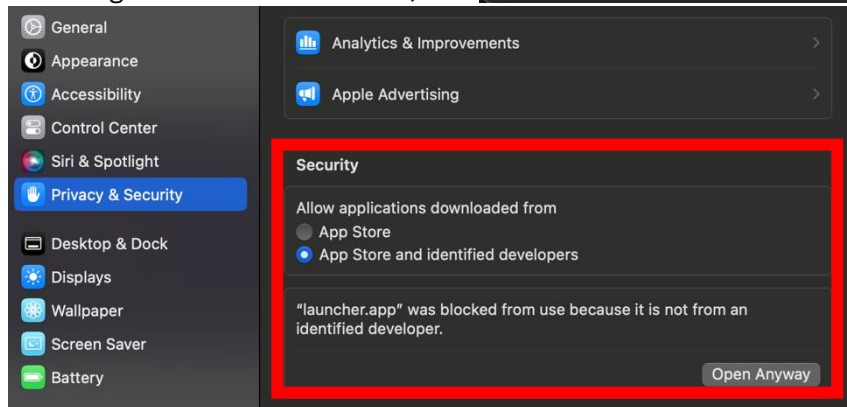 General
Appearance
Accessibility
Control Center
Siri & Spotlight
Privacy & Security
Desktop & Dock
Displays
Wallpaper
Screen Saver
Battery
Analytics & Improvements
Apple Advertising
Security
Allow applications downloaded from
App Store
App Store and identified developers
“launcher.app” was blocked from use because it is not from an
identified developer.
Open Anyway